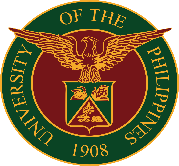 UNIVERSITY OF THE PHILIPPINES
1908